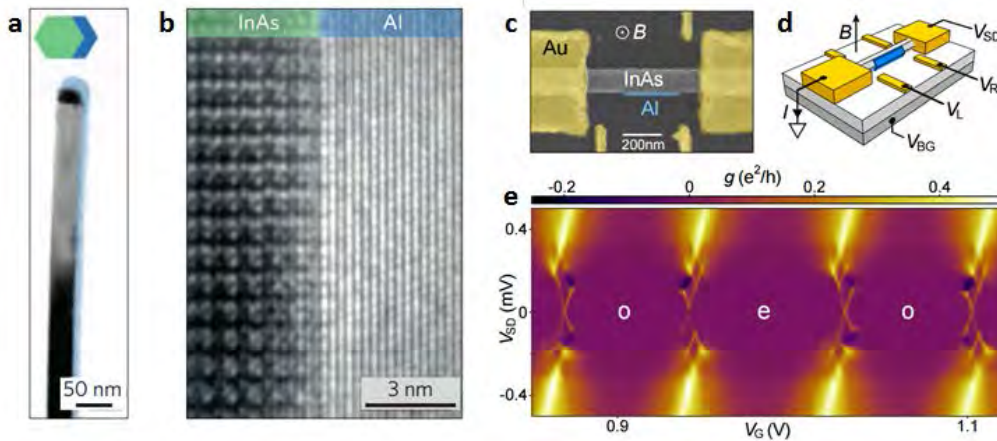 a
50 nm
b
InAs
Al
3 nm
c
Au
B
InAs
Al
200nm
d
B
V_SD
V_R
V_L
I
V_BG
e
g (e²/h)
-0.2
0
0.2
0.4
V_SD (mV)
0.4
0
-0.4
o
e
o
0.9
V_G (V)
1.1